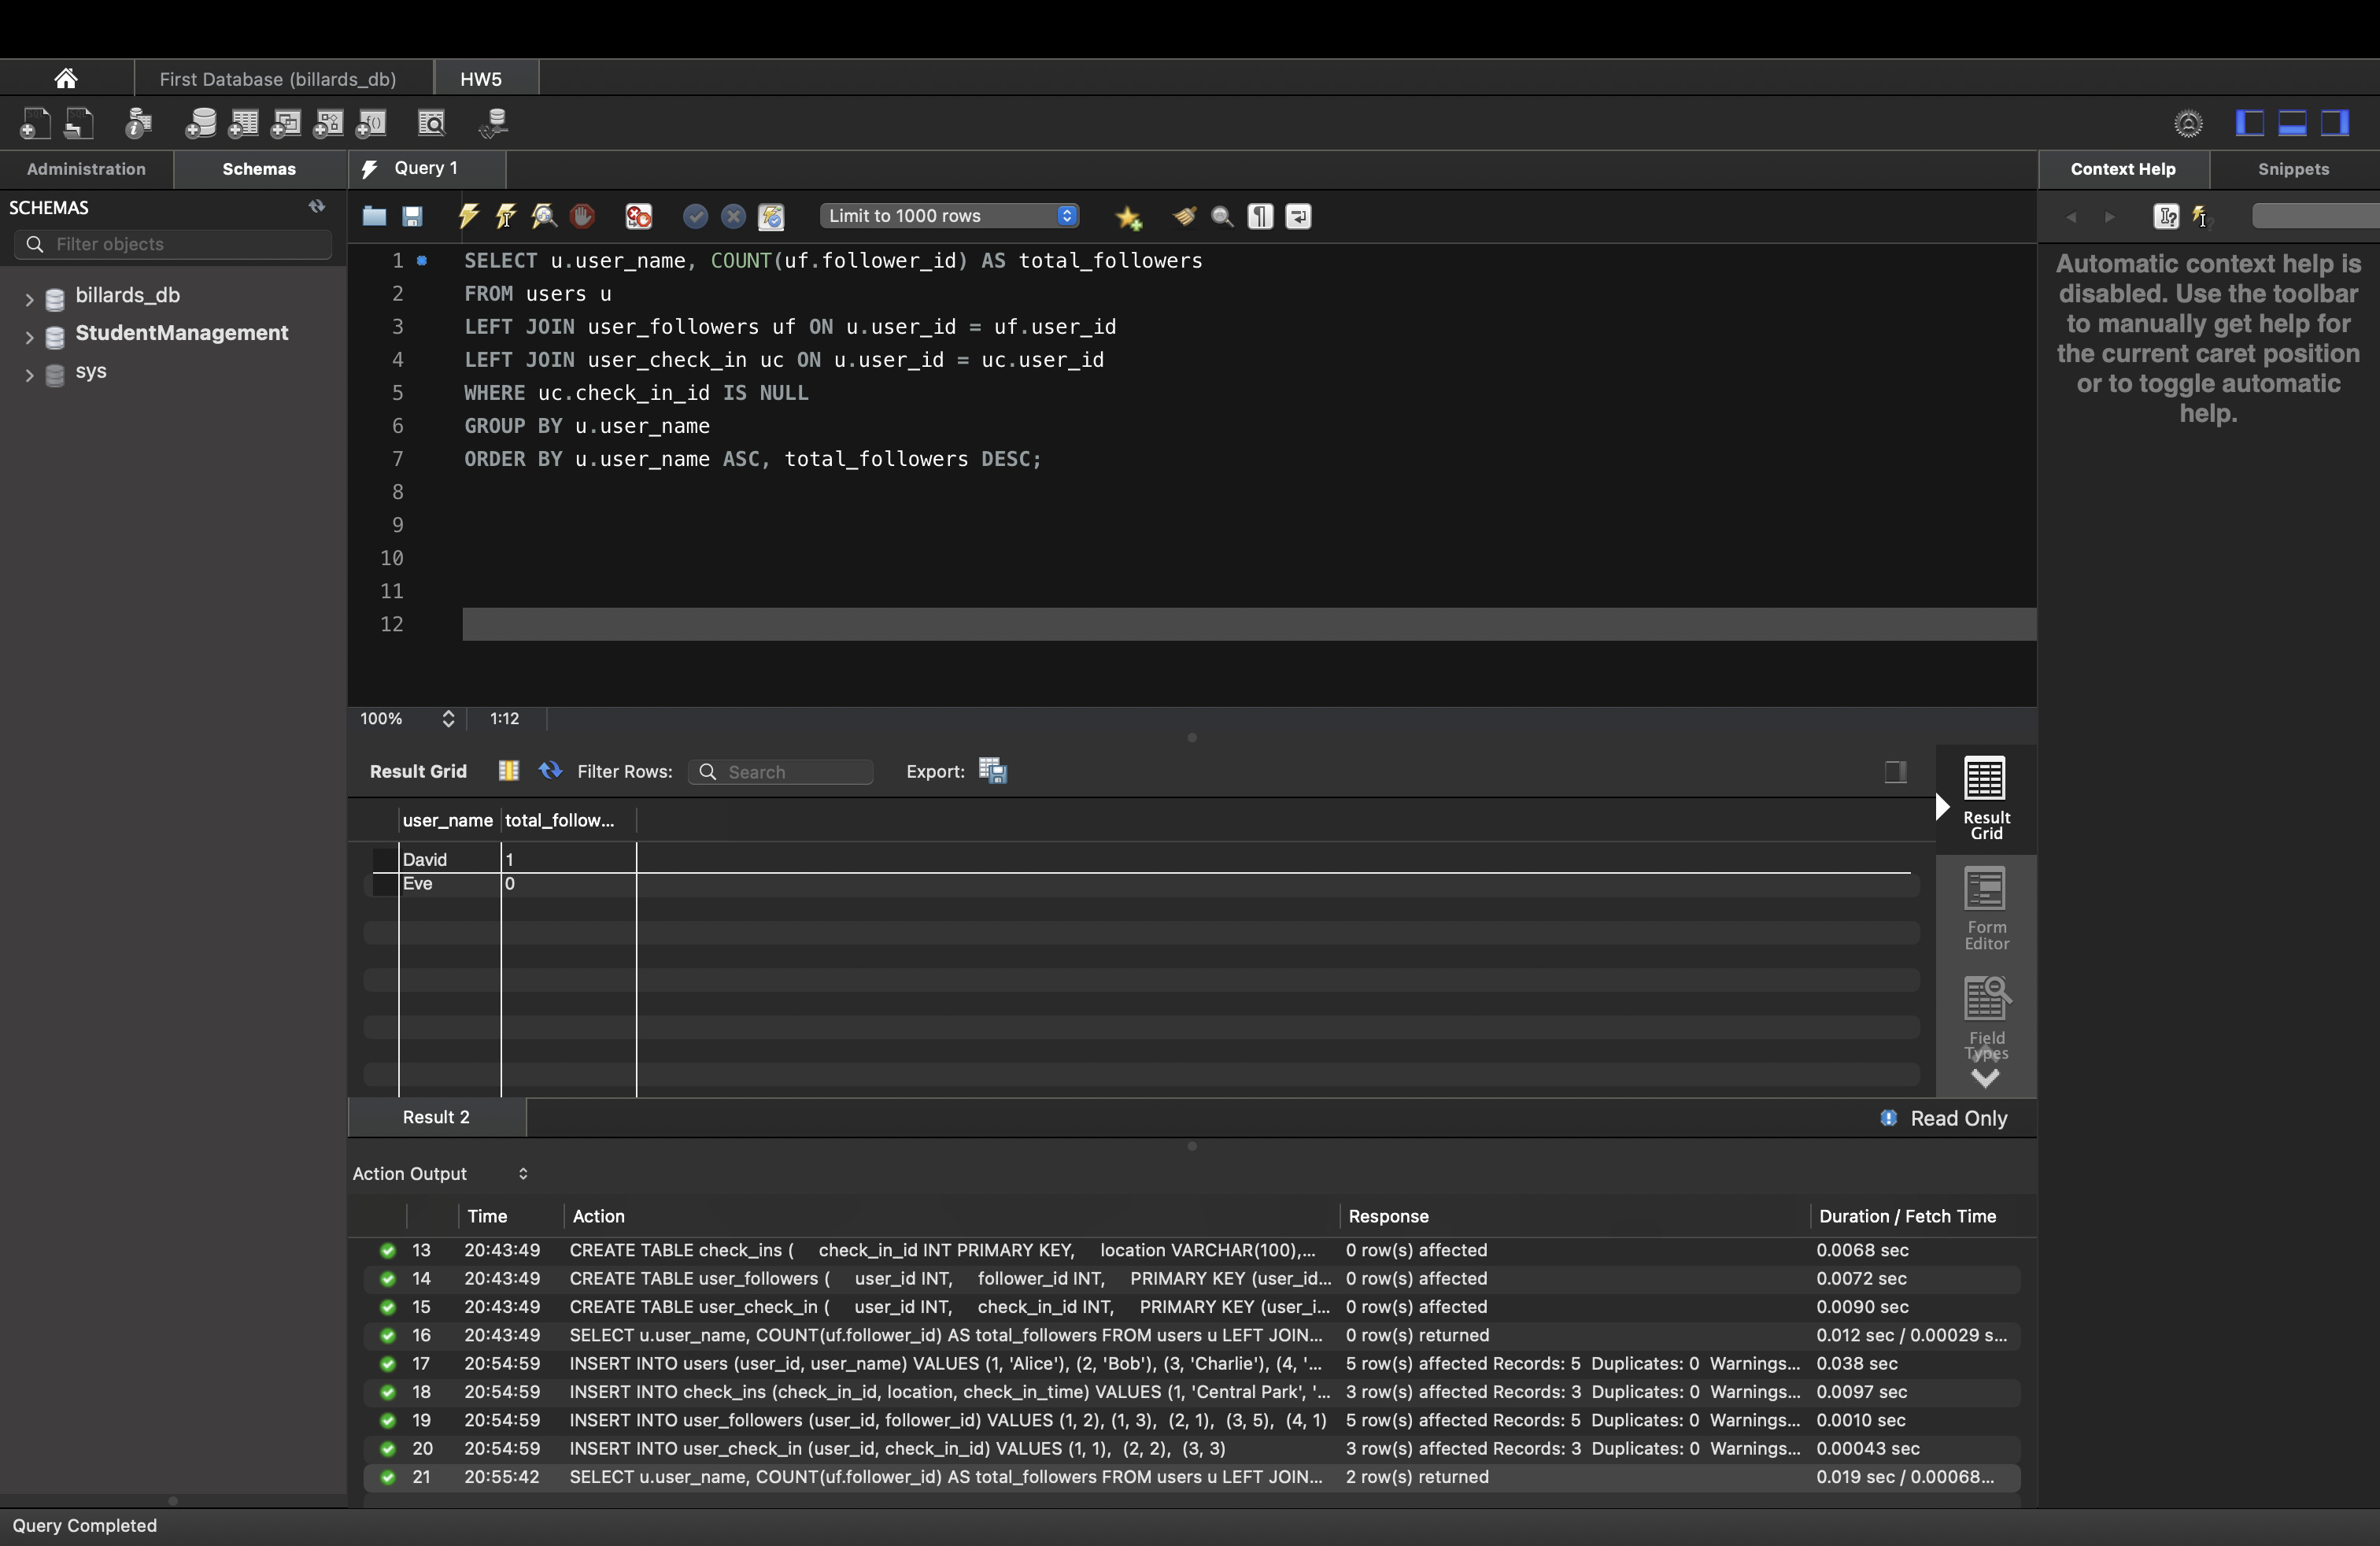 First Database (billards_db)
HW5
Administration
Schemas
Query 1
Context Help
Snippets
SCHEMAS
Filter objects
billards_db
StudentManagement
sys
Limit to 1000 rows
1 SELECT u.user_name, COUNT(uf.follower_id) AS total_followers
2 FROM users u
3 LEFT JOIN user_followers uf ON u.user_id = uf.user_id
4 LEFT JOIN user_check_in uc ON u.user_id = uc.user_id
5 WHERE uc.check_in_id IS NULL
6 GROUP BY u.user_name
7 ORDER BY u.user_name ASC, total_followers DESC;
8
9
10
11
12
Automatic context help is
disabled. Use the toolbar
to manually get help for
the current caret position
or to toggle automatic
help.
100% 1:12
Result Grid Filter Rows: Search Export:
user_name total_follow...
David 1
Eve 0
Result
Grid
Form
Editor
Field
Types
Result 2
Read Only
Action Output
Time Action Response Duration / Fetch Time
13 20:43:49 CREATE TABLE check_ins ( check_in_id INT PRIMARY KEY, location VARCHAR(100),... 0 row(s) affected 0.0068 sec
14 20:43:49 CREATE TABLE user_followers ( user_id INT, follower_id INT, PRIMARY KEY (user_id... 0 row(s) affected 0.0072 sec
15 20:43:49 CREATE TABLE user_check_in ( user_id INT, check_in_id INT, PRIMARY KEY (user_i... 0 row(s) affected 0.0090 sec
16 20:43:49 SELECT u.user_name, COUNT(uf.follower_id) AS total_followers FROM users u LEFT JOIN... 0 row(s) returned 0.012 sec / 0.00029 s...
17 20:54:59 INSERT INTO users (user_id, user_name) VALUES (1, 'Alice'), (2, 'Bob'), (3, 'Charlie'), (4, '... 5 row(s) affected Records: 5 Duplicates: 0 Warnings... 0.038 sec
18 20:54:59 INSERT INTO check_ins (check_in_id, location, check_in_time) VALUES (1, 'Central Park', '... 3 row(s) affected Records: 3 Duplicates: 0 Warnings... 0.0097 sec
19 20:54:59 INSERT INTO user_followers (user_id, follower_id) VALUES (1, 2), (1, 3), (2, 1), (3, 5), (4, 1) 5 row(s) affected Records: 5 Duplicates: 0 Warnings... 0.0010 sec
20 20:54:59 INSERT INTO user_check_in (user_id, check_in_id) VALUES (1, 1), (2, 2), (3, 3) 3 row(s) affected Records: 3 Duplicates: 0 Warnings... 0.00043 sec
21 20:55:42 SELECT u.user_name, COUNT(uf.follower_id) AS total_followers FROM users u LEFT JOIN... 2 row(s) returned 0.019 sec / 0.00068...
Query Completed